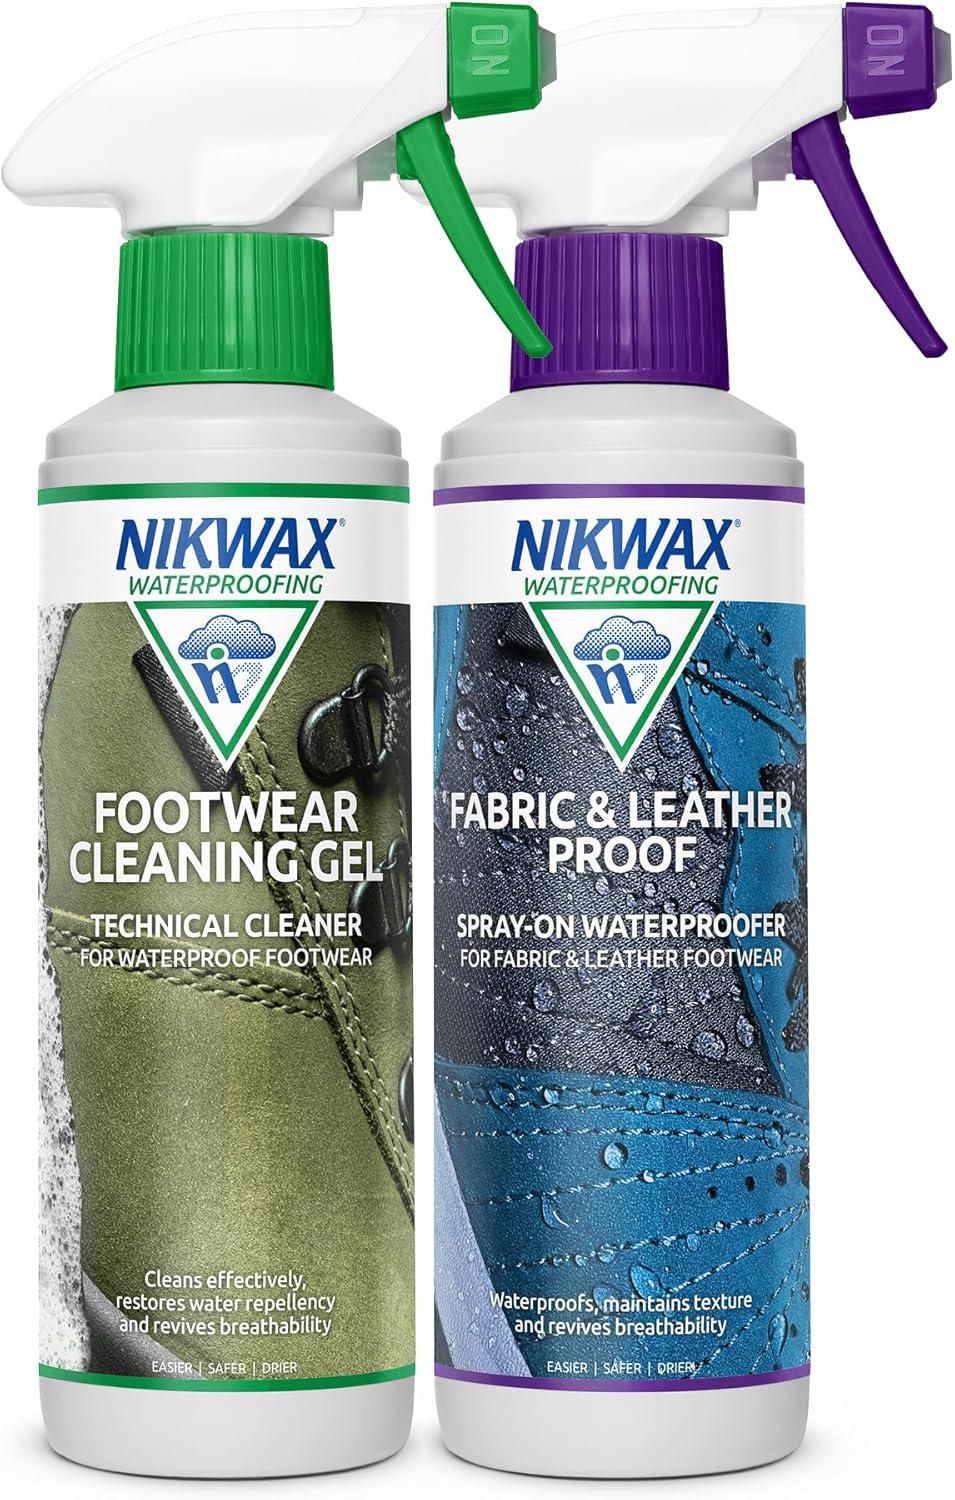 ON
NIKWAX®
WATERPROOFING
n
FOOTWEAR
CLEANING GEL
TECHNICAL CLEANER
FOR WATERPROOF FOOTWEAR
Cleans effectively,
restores water repellency
and revives breathability
EASIER | SAFER | DRIER
ON
NIKWAX®
WATERPROOFING
n
FABRIC & LEATHER
PROOF
SPRAY-ON WATERPROOFER
FOR FABRIC & LEATHER FOOTWEAR
Waterproofs, maintains texture
and revives breathability
EASIER | SAFER | DRIER